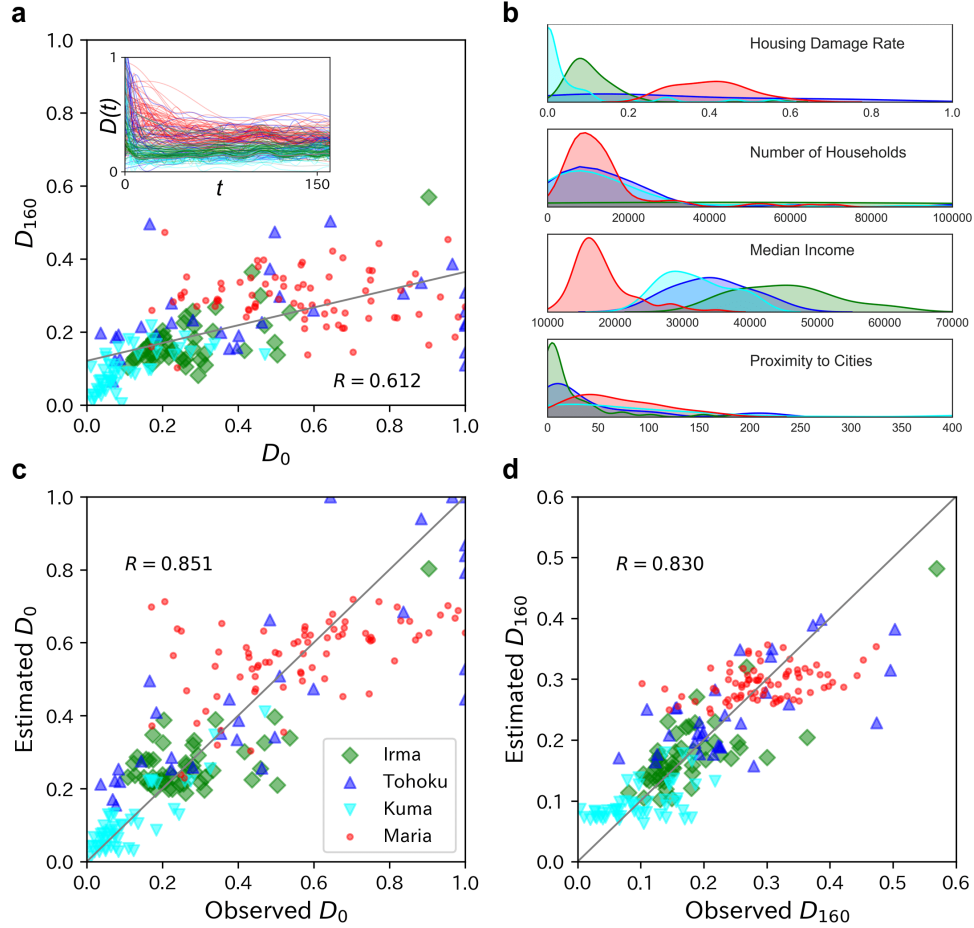 a
1.0
0.8
0.6
0.4
0.2
0.0
D160
1
D(t)
0
0
150
t
R = 0.612
0.0 0.2 0.4 0.6 0.8 1.0
D0
b
Housing Damage Rate
0.0 0.2 0.4 0.6 0.8 1.0
Number of Households
0 20000 40000 60000 80000 100000
Median Income
10000 20000 30000 40000 50000 60000 70000
Proximity to Cities
0 50 100 150 200 250 300 350 400
c
1.0
0.8
0.6
0.4
0.2
0.0
Estimated D0
R = 0.851
Irma
Tohoku
Kuma
Maria
0.0 0.2 0.4 0.6 0.8 1.0
Observed D0
d
0.6
0.5
0.4
0.3
0.2
0.1
0.0
Estimated D160
R = 0.830
0.0 0.1 0.2 0.3 0.4 0.5 0.6
Observed D160